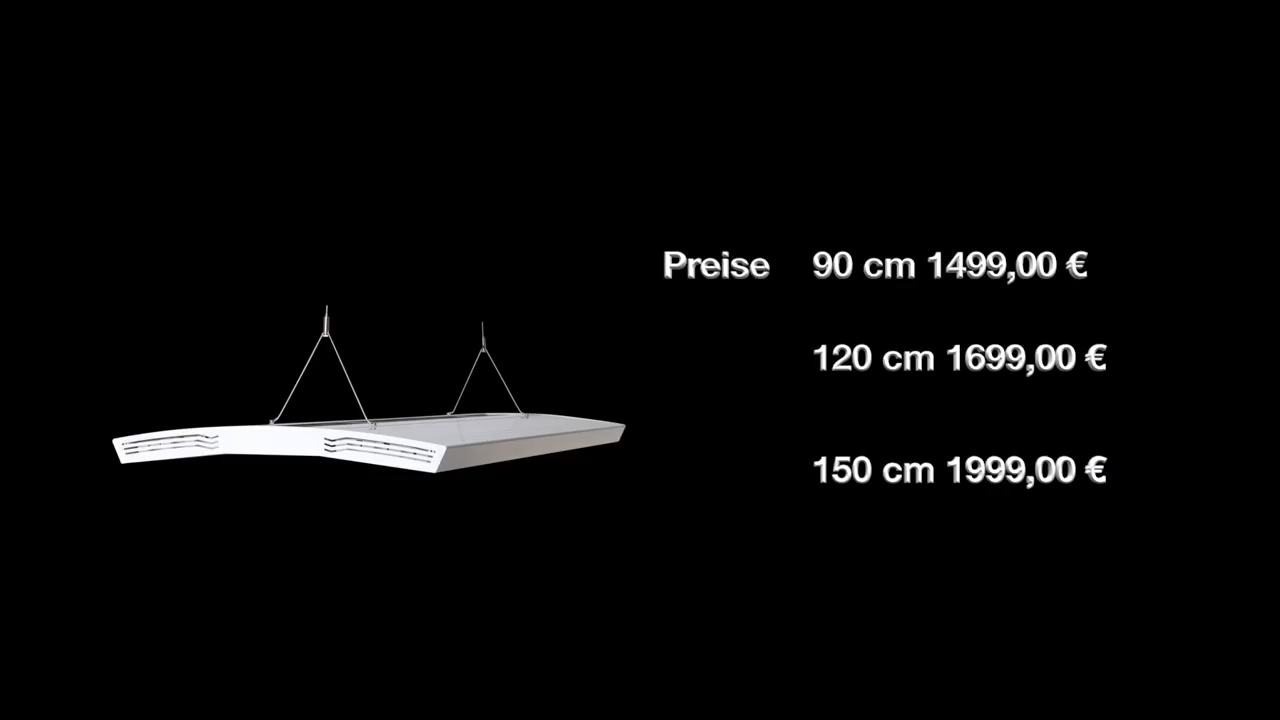 Preise 90 cm 1499,00 €
120 cm 1699,00 €
150 cm 1999,00 €